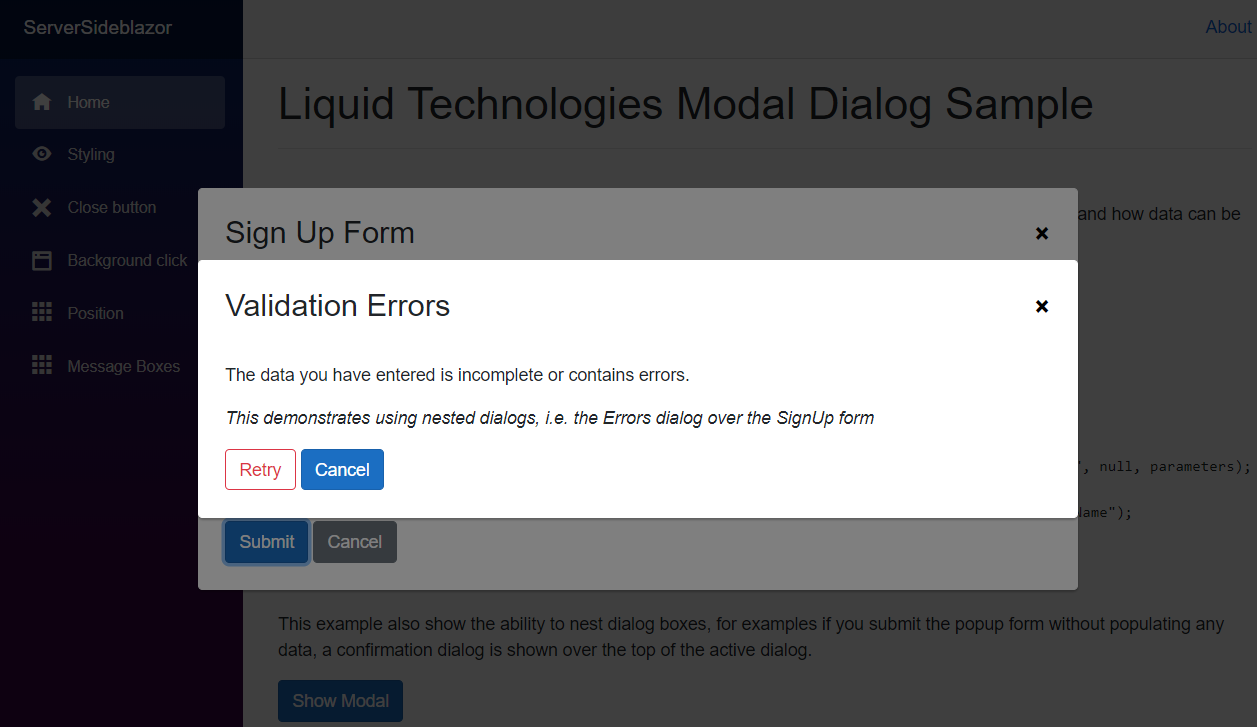 ServerSideblazor
About
Home
Styling
Close button
Background click
Position
Message Boxes
Liquid Technologies Modal Dialog Sample
and how data can be
Sign Up Form
×
Validation Errors
×
The data you have entered is incomplete or contains errors.
This demonstrates using nested dialogs, i.e. the Errors dialog over the SignUp form
Retry Cancel
", null, parameters);
Name");
Submit Cancel
This example also show the ability to nest dialog boxes, for examples if you submit the popup form without populating any
data, a confirmation dialog is shown over the top of the active dialog.
Show Modal